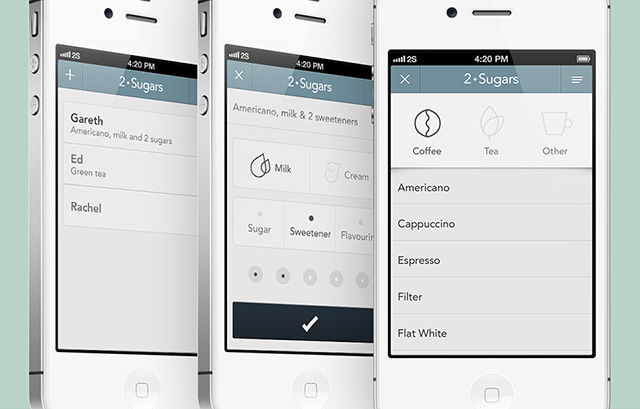 2S
4:20 PM
2•Sugars
Gareth
Americano, milk and 2 sugars
Ed
Green tea
Rachel
2S
4:20 PM
2•Sugars
Americano, milk & 2 sweeteners
Milk
Cream
Sugar
Sweetener
Flavourin
2S
4:20 PM
2•Sugars
Coffee
Tea
Other
Americano
Cappuccino
Espresso
Filter
Flat White